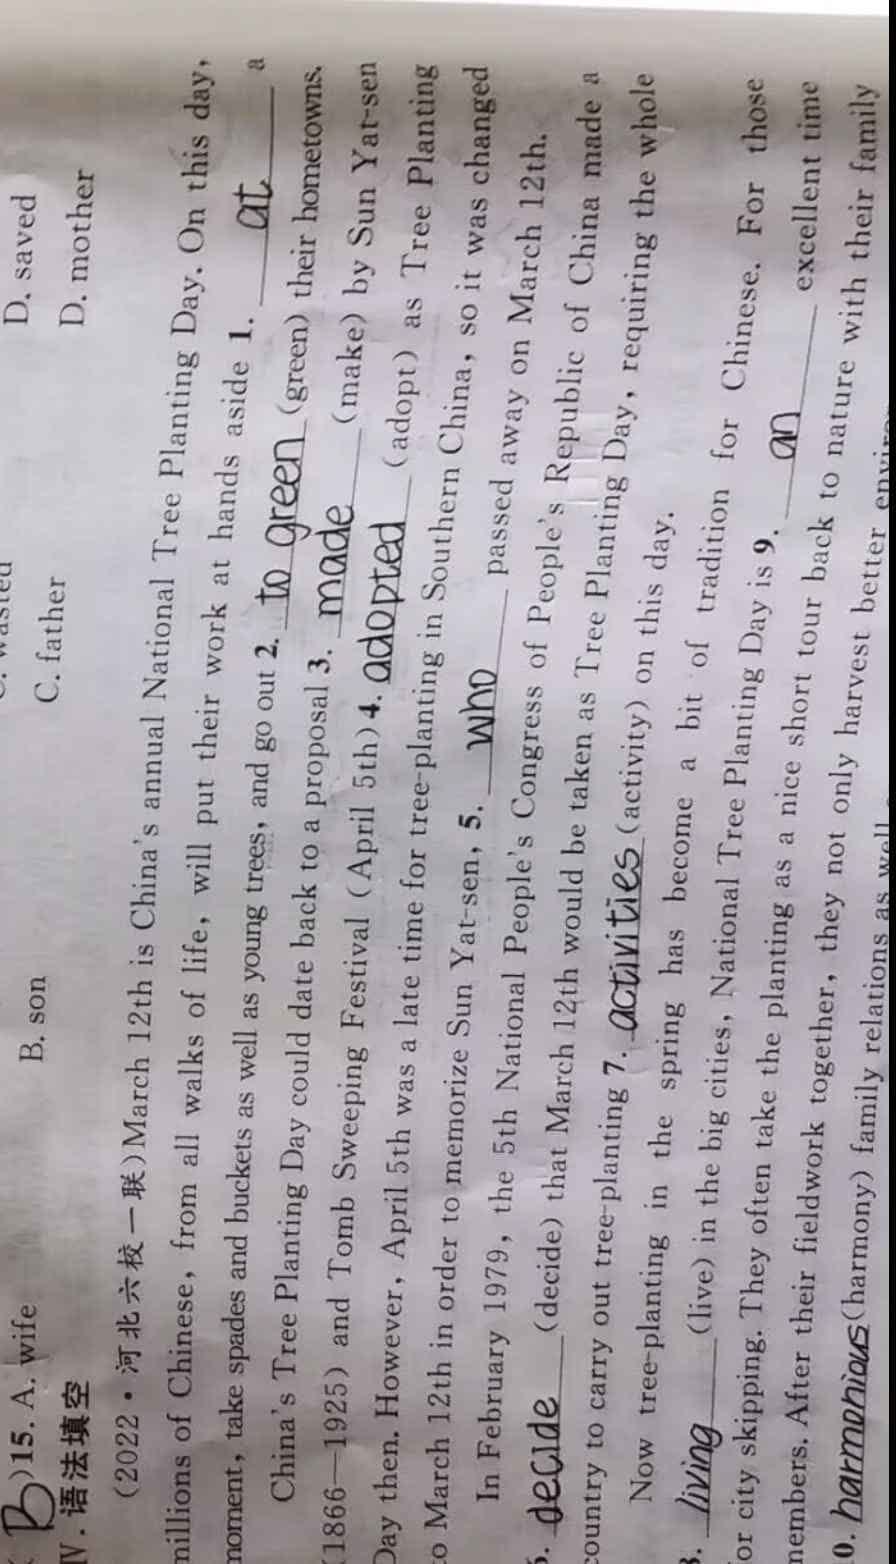 D. saved
C. father D. mother
B. son
B)15. A. wife
Ⅳ. 语法填空
(2022·河北六校一联)March 12th is China's annual National Tree Planting Day. On this day,
millions of Chinese, from all walks of life, will put their work at hands aside 1. at a
moment, take spades and buckets as well as young trees, and go out 2. to green (green) their hometowns.
China's Tree Planting Day could date back to a proposal 3. made (make) by Sun Yat-sen
(1866—1925) and Tomb Sweeping Festival (April 5th) 4. adopted (adopt) as Tree Planting
Day then. However, April 5th was a late time for tree-planting in Southern China, so it was changed
to March 12th in order to memorize Sun Yat-sen, 5. who passed away on March 12th.
In February 1979, the 5th National People's Congress of People's Republic of China made a
6. decide (decide) that March 12th would be taken as Tree Planting Day, requiring the whole
country to carry out tree-planting 7. activities (activity) on this day.
Now tree-planting in the spring has become a bit of tradition for Chinese. For those
8. living (live) in the big cities, National Tree Planting Day is 9. an excellent time
for city skipping. They often take the planting as a nice short tour back to nature with their family
members. After their fieldwork together, they not only harvest better
0. harmonious (harmony) family relations as well